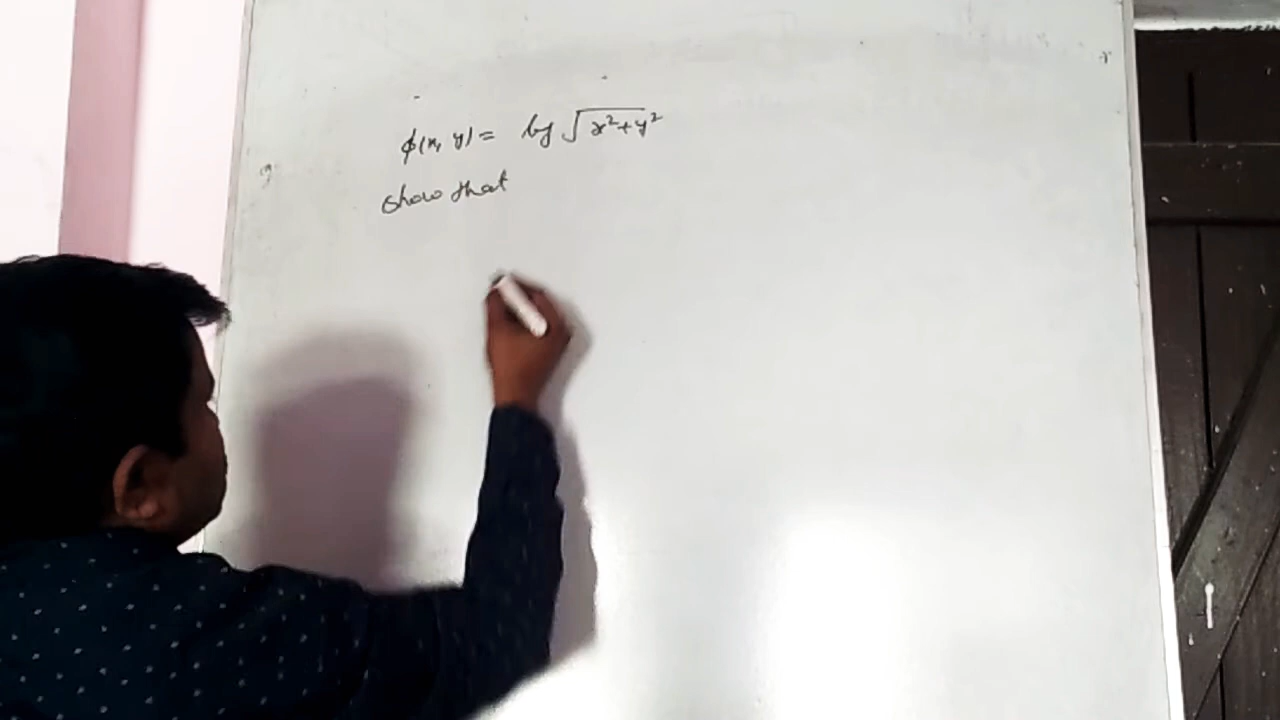 ϕ(x, y) = log √x²+y²
show that